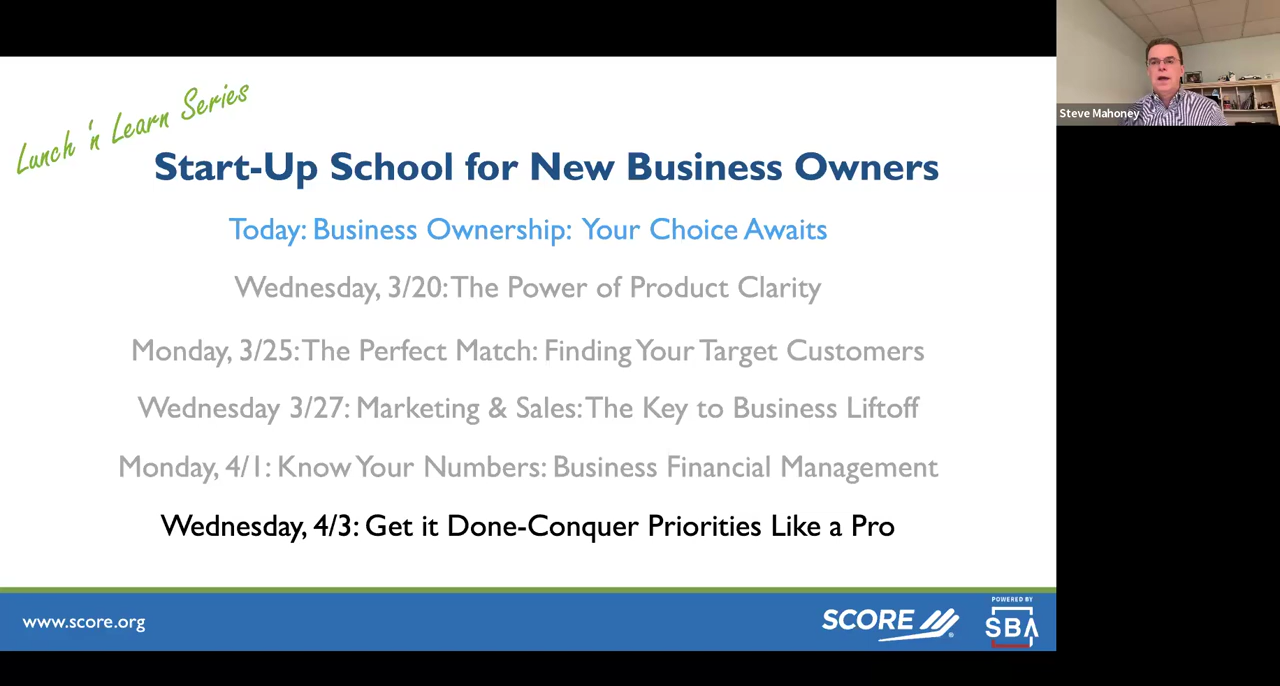 Lunch 'n Learn Series
Start-Up School for New Business Owners
Today: Business Ownership: Your Choice Awaits
Wednesday, 3/20: The Power of Product Clarity
Monday, 3/25: The Perfect Match: Finding Your Target Customers
Wednesday 3/27: Marketing & Sales: The Key to Business Liftoff
Monday, 4/1: Know Your Numbers: Business Financial Management
Wednesday, 4/3: Get it Done-Conquer Priorities Like a Pro
www.score.org
SCORE
®
POWERED BY
SBA
Steve Mahoney